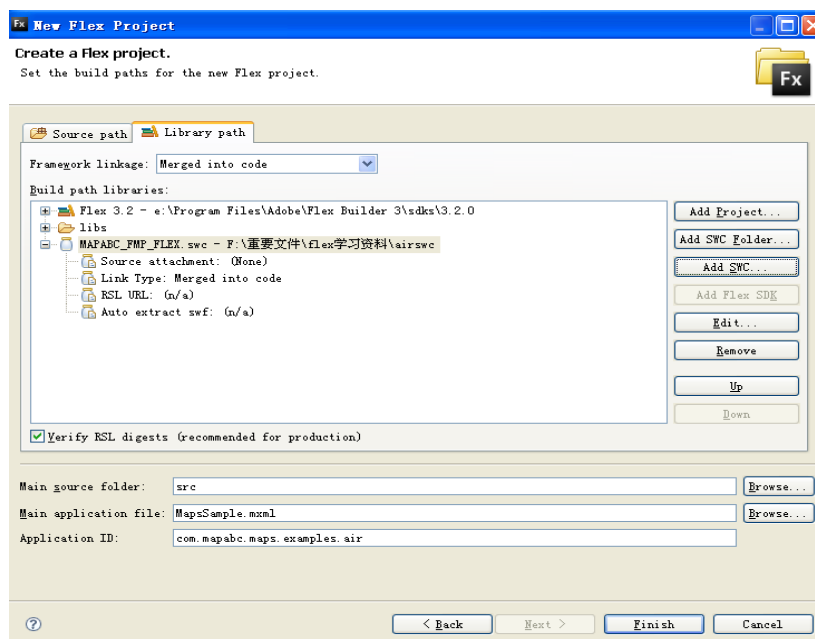 Fx New Flex Project
Create a Flex project.
Set the build paths for the new Flex project.
Fx
Source path Library path
Framework linkage: Merged into code
Build path libraries:
Flex 3.2 - e:\Program Files\Adobe\Flex Builder 3\sdks\3.2.0
libs
MAPABC_FMP_FLEX.swc - F:\重要文件\flex学习资料\airswc
Source attachment: (None)
Link Type: Merged into code
RSL URL: (n/a)
Auto extract swf: (n/a)
Add Project...
Add SWC Folder...
Add SWC...
Add Flex SDK
Edit...
Remove
Up
Down
Verify RSL digests (recommended for production)
Main source folder: src Browse...
Main application file: MapsSample.mxml Browse...
Application ID: com.mapabc.maps.examples.air
? < Back Next > Finish Cancel